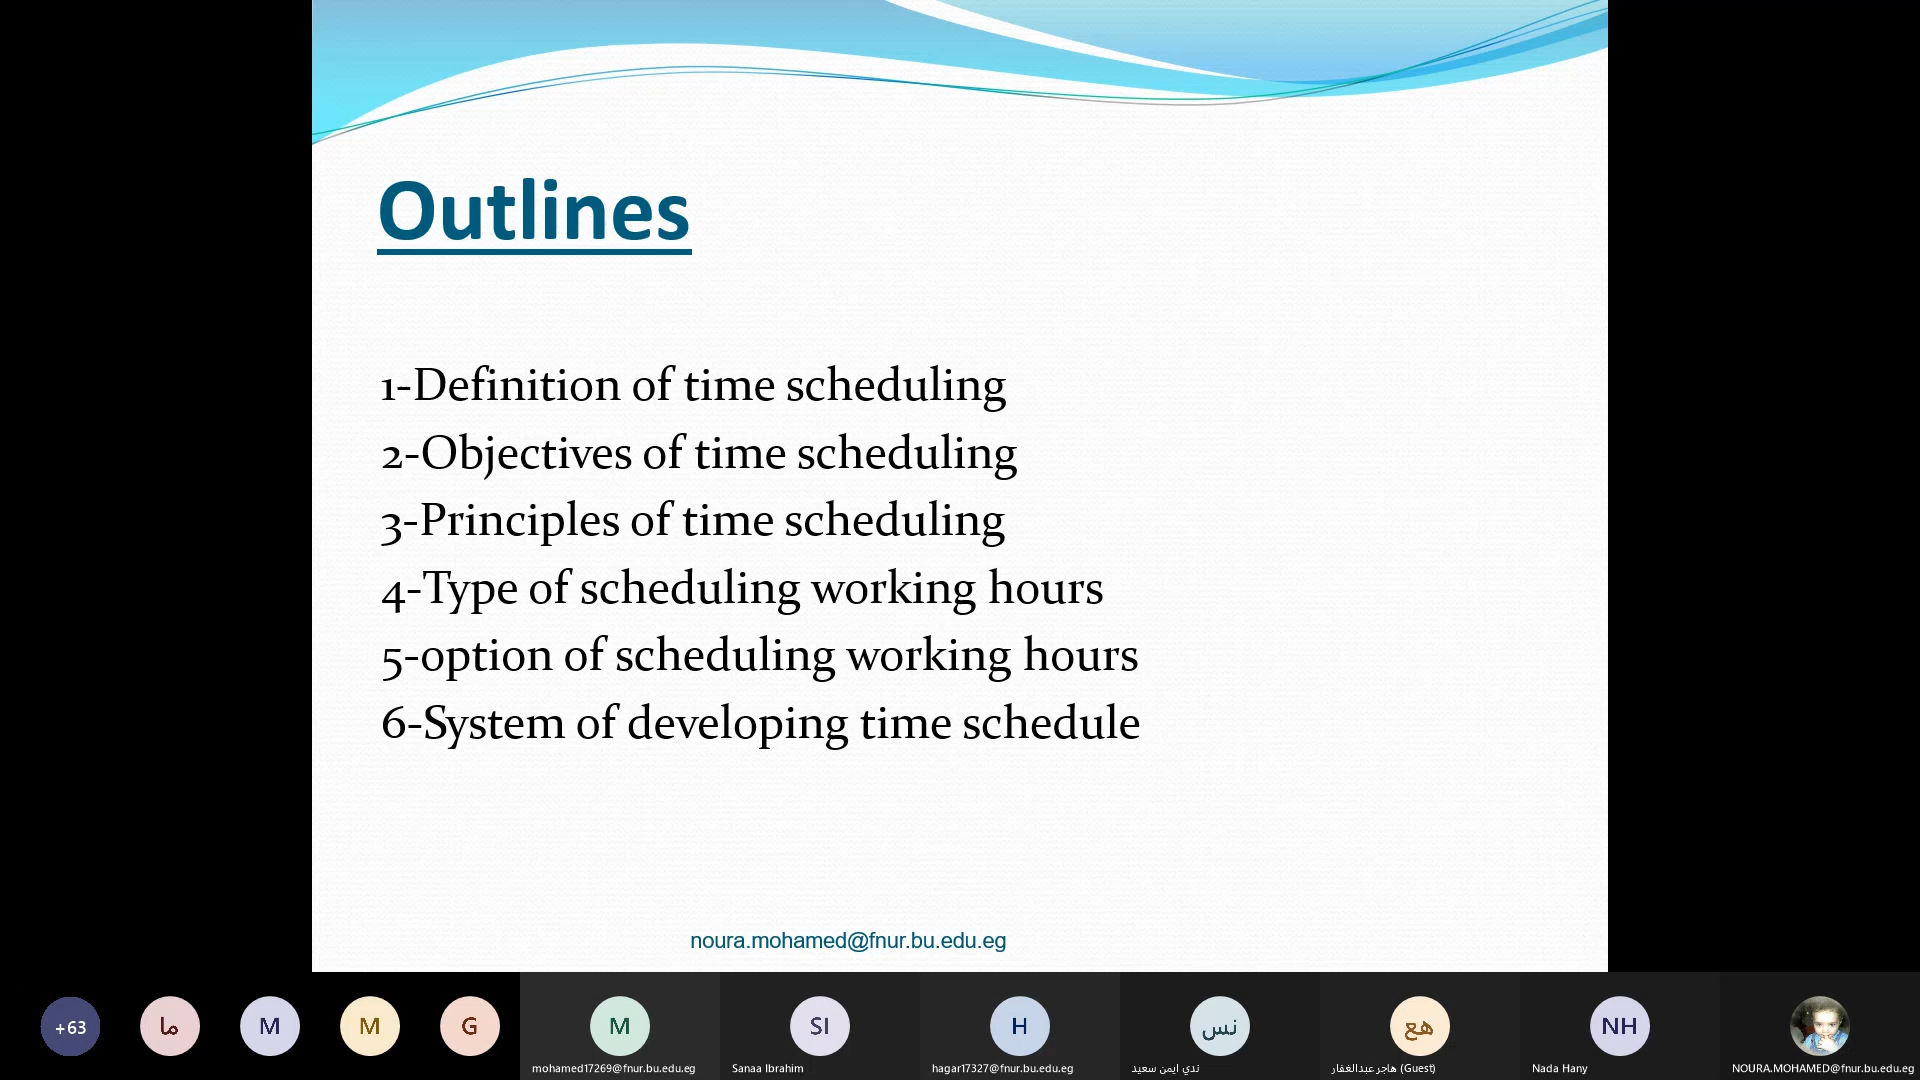 Outlines
1-Definition of time scheduling
2-Objectives of time scheduling
3-Principles of time scheduling
4-Type of scheduling working hours
5-option of scheduling working hours
6-System of developing time schedule
noura.mohamed@fnur.bu.edu.eg
+63
ما
M
M
G
M
SI
H
نس
هع
NH
mohamed17269@fnur.bu.edu.eg
Sanaa Ibrahim
hagar17327@fnur.bu.edu.eg
ندي ايمن سعيد
هاجر عبدالغفار (Guest)
Nada Hany
NOURA.MOHAMED@fnur.bu.edu.eg